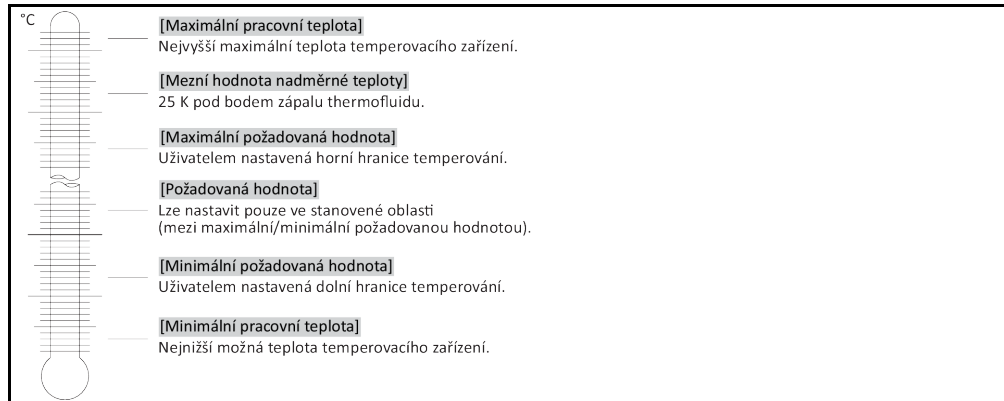 °C
[Maximální pracovní teplota]
Nejvyšší maximální teplota temperovacího zařízení.
[Mezní hodnota nadměrné teploty]
25 K pod bodem zápalu thermofluidu.
[Maximální požadovaná hodnota]
Uživatelem nastavená horní hranice temperování.
[Požadovaná hodnota]
Lze nastavit pouze ve stanovené oblasti
(mezi maximální/minimální požadovanou hodnotou).
[Minimální požadovaná hodnota]
Uživatelem nastavená dolní hranice temperování.
[Minimální pracovní teplota]
Nejnižší možná teplota temperovacího zařízení.